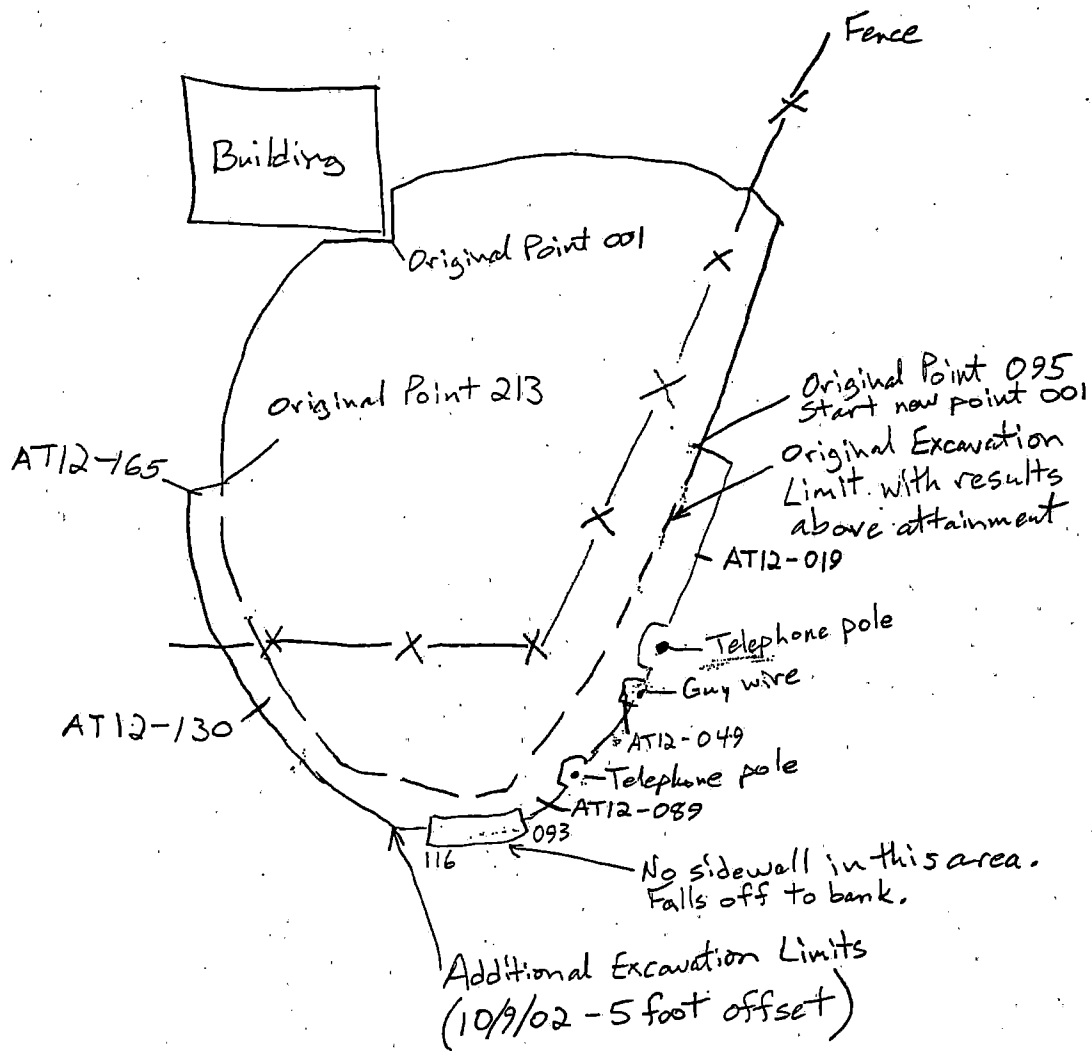 Fence
Building
Original Point 001
Original Point 213
Original Point 095
Start new point 001
AT12-165
Original Excavation
Limit with results
above attainment
AT12-019
Telephone pole
Guy wire
AT12-130
AT12-049
Telephone pole
AT12-089
093
116
No sidewall in this area.
Falls off to bank.
Additional Excavation Limits
(10/9/02 - 5 foot offset)